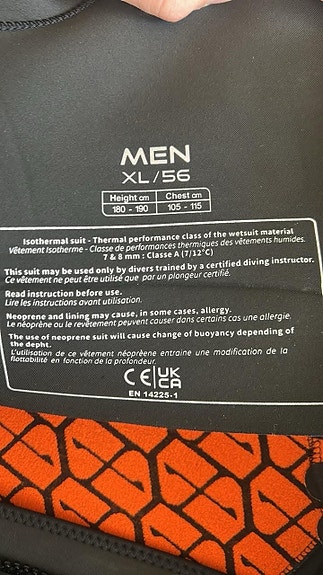 MEN
XL/56
Height cm Chest cm
180 - 190 105 - 115
Isothermal suit - Thermal performance class of the wetsuit material
Vêtement Isotherme - Classe de performances thermiques des vêtements humides.
7 & 8 mm : Classe A (7/12°C)
This suit may be used only by divers trained by a certified diving instructor.
Ce vêtement ne peut être utilisé que par un plongeur certifié.
Read instruction before use.
Lire les instructions avant utilisation.
Neoprene and lining may cause, in some cases, allergy.
Le néoprène ou le revêtement peuvent causer dans certains cas une allergie.
The use of neoprene suit will cause change of buoyancy depending of
the depht.
L'utilisation de ce vêtement néoprène entraine une modification de la
flottabilité en fonction de la profondeur.
CE UK
CA
EN 14225-1